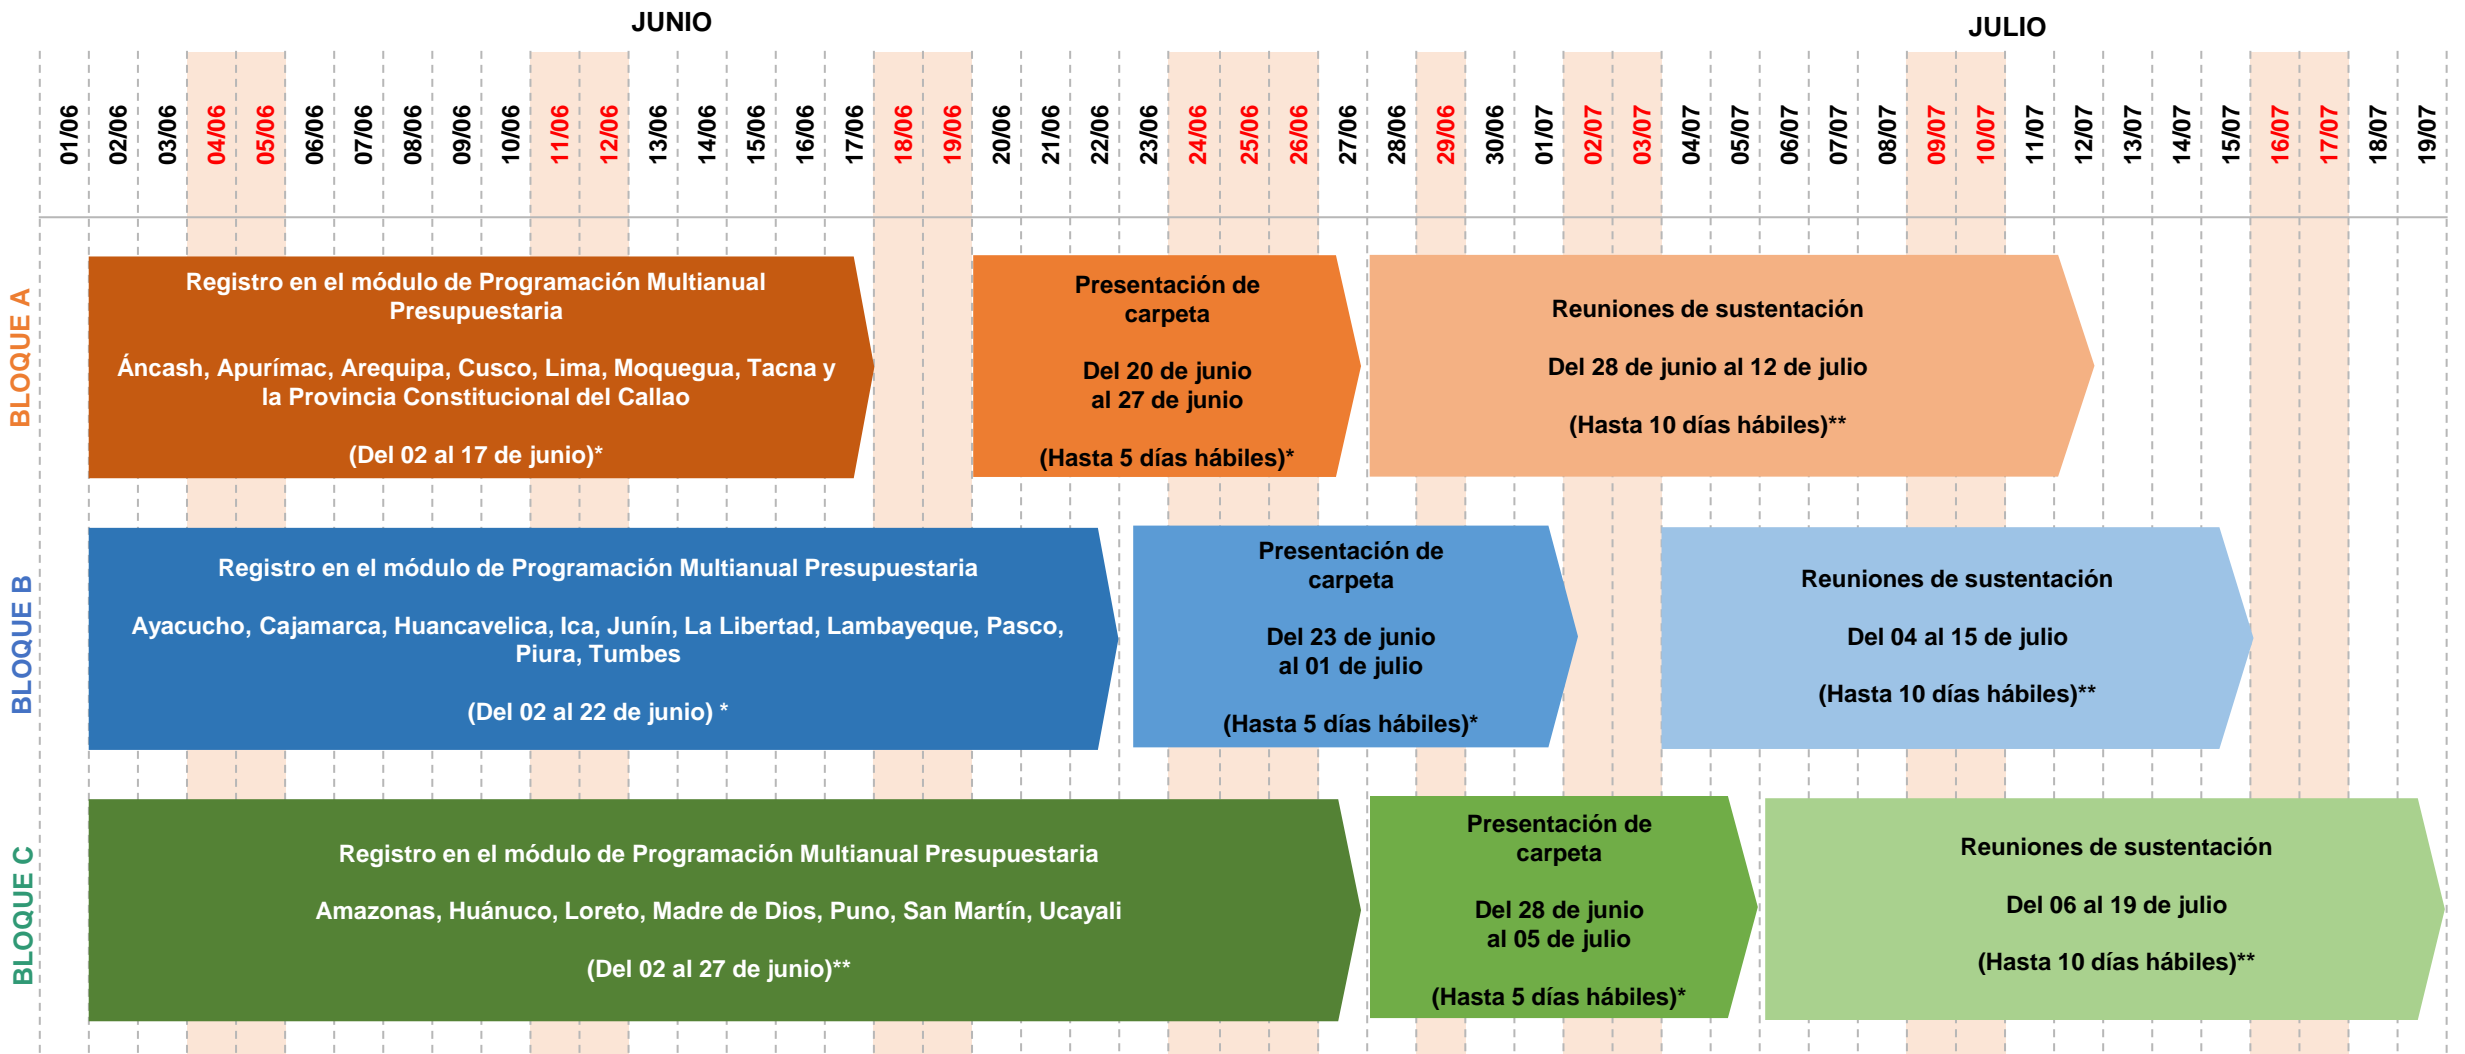 JUNIO
JULIO
01/06
02/06
03/06
04/06
05/06
06/06
07/06
08/06
09/06
10/06
11/06
12/06
13/06
14/06
15/06
16/06
17/06
18/06
19/06
20/06
21/06
22/06
23/06
24/06
25/06
26/06
27/06
28/06
29/06
30/06
01/07
02/07
03/07
04/07
05/07
06/07
07/07
08/07
09/07
10/07
11/07
12/07
13/07
14/07
15/07
16/07
17/07
18/07
19/07
BLOQUE A
Registro en el módulo de Programación Multianual
Presupuestaria
Áncash, Apurímac, Arequipa, Cusco, Lima, Moquegua, Tacna y
la Provincia Constitucional del Callao
(Del 02 al 17 de junio)*
Presentación de
carpeta
Del 20 de junio
al 27 de junio
(Hasta 5 días hábiles)*
Reuniones de sustentación
Del 28 de junio al 12 de julio
(Hasta 10 días hábiles)**
BLOQUE B
Registro en el módulo de Programación Multianual Presupuestaria
Ayacucho, Cajamarca, Huancavelica, Ica, Junín, La Libertad, Lambayeque, Pasco,
Piura, Tumbes
(Del 02 al 22 de junio) *
Presentación de
carpeta
Del 23 de junio
al 01 de julio
(Hasta 5 días hábiles)*
Reuniones de sustentación
Del 04 al 15 de julio
(Hasta 10 días hábiles)**
BLOQUE C
Registro en el módulo de Programación Multianual Presupuestaria
Amazonas, Huánuco, Loreto, Madre de Dios, Puno, San Martín, Ucayali
(Del 02 al 27 de junio)**
Presentación de
carpeta
Del 28 de junio
al 05 de julio
(Hasta 5 días hábiles)*
Reuniones de sustentación
Del 06 al 19 de julio
(Hasta 10 días hábiles)**